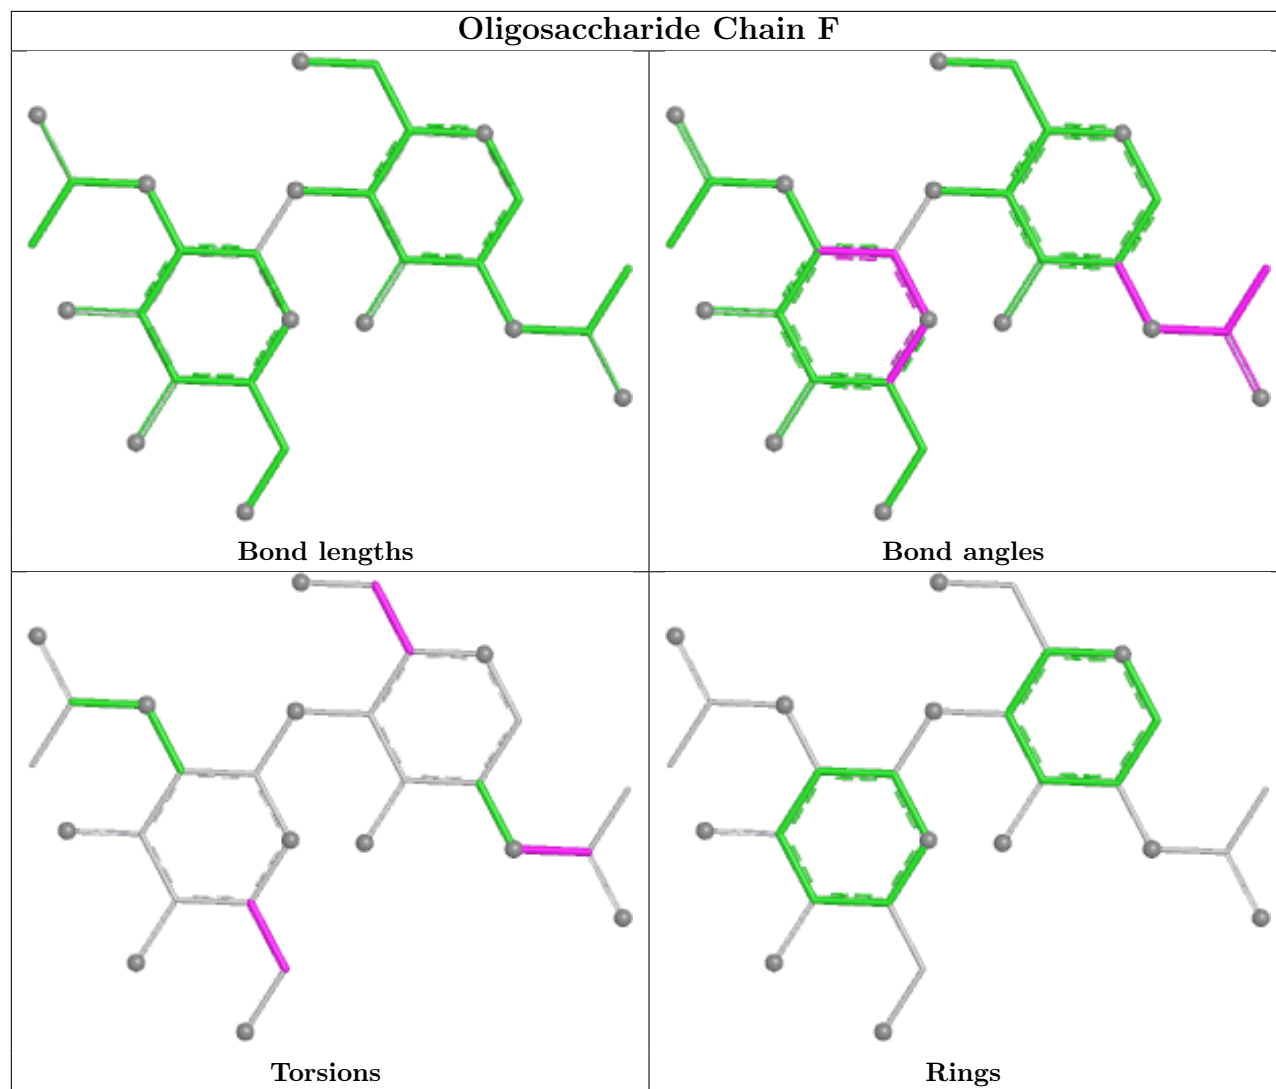 Oligosaccharide Chain F
Bond lengths
Bond angles
Torsions
Rings